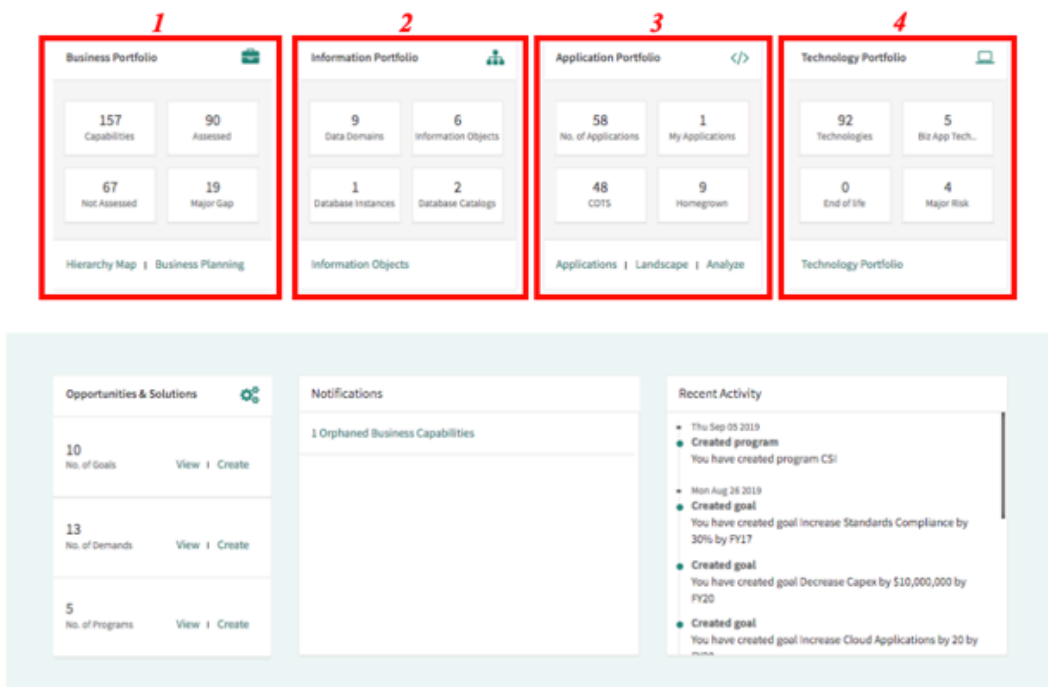 1
2
3
4
Business Portfolio
157
Capabilities
90
Assessed
67
Not Assessed
19
Major Gap
Hierarchy Map | Business Planning
Information Portfolio
9
Data Domains
6
Information Objects
1
Database Instances
2
Database Catalogs
Information Objects
Application Portfolio
</>
58
No. of Applications
1
My Applications
48
COTS
9
Homegrown
Applications | Landscape | Analyze
Technology Portfolio
92
Technologies
5
Biz App Tech...
0
End of life
4
Major Risk
Technology Portfolio
Opportunities & Solutions
10
No. of Goals
View | Create
13
No. of Demands
View | Create
5
No. of Programs
View | Create
Notifications
1 Orphaned Business Capabilities
Recent Activity
Thu Sep 05 2019
Created program
You have created program CSI
Mon Aug 26 2019
Created goal
You have created goal Increase Standards Compliance by
30% by FY17
Created goal
You have created goal Decrease Capex by $10,000,000 by
FY20
Created goal
You have created goal Increase Cloud Applications by 20 by